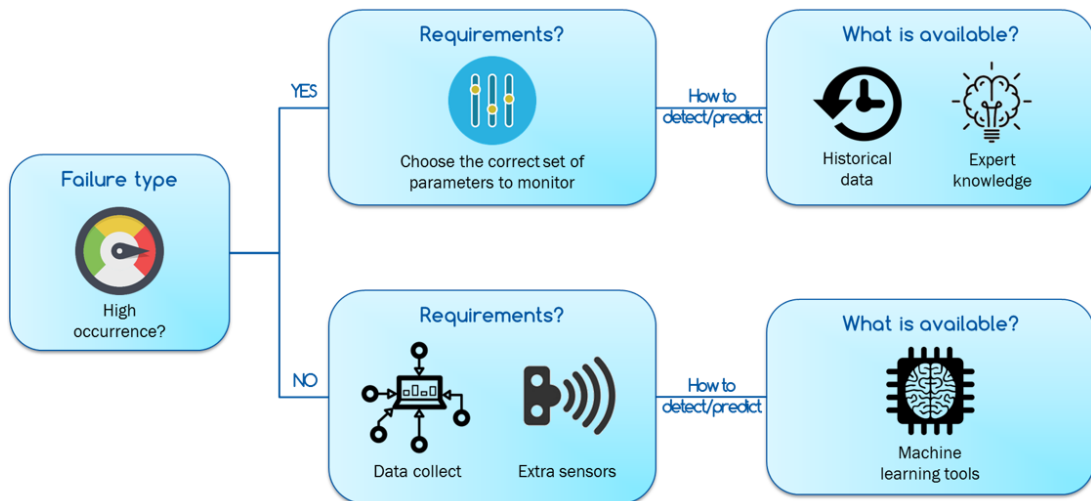 Failure type
High
occurrence?
YES
Requirements?
Choose the correct set of
parameters to monitor
How to
detect/predict
What is available?
Historical
data
Expert
knowledge
NO
Requirements?
Data collect
Extra sensors
How to
detect/predict
What is available?
Machine
learning tools